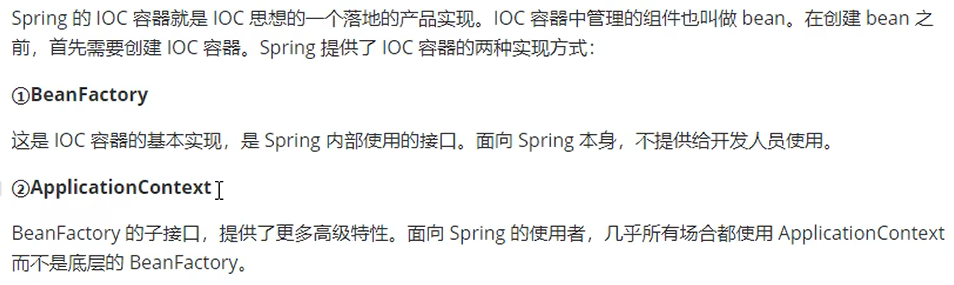 Spring 的 IOC 容器就是 IOC 思想的一个落地的产品实现。IOC 容器中管理的组件也叫做 bean。在创建 bean 之
前，首先需要创建 IOC 容器。Spring 提供了 IOC 容器的两种实现方式：
①BeanFactory
这是 IOC 容器的基本实现，是 Spring 内部使用的接口。面向 Spring 本身，不提供给开发人员使用。
②ApplicationContext
BeanFactory 的子接口，提供了更多高级特性。面向 Spring 的使用者，几乎所有场合都使用 ApplicationContext
而不是底层的 BeanFactory。